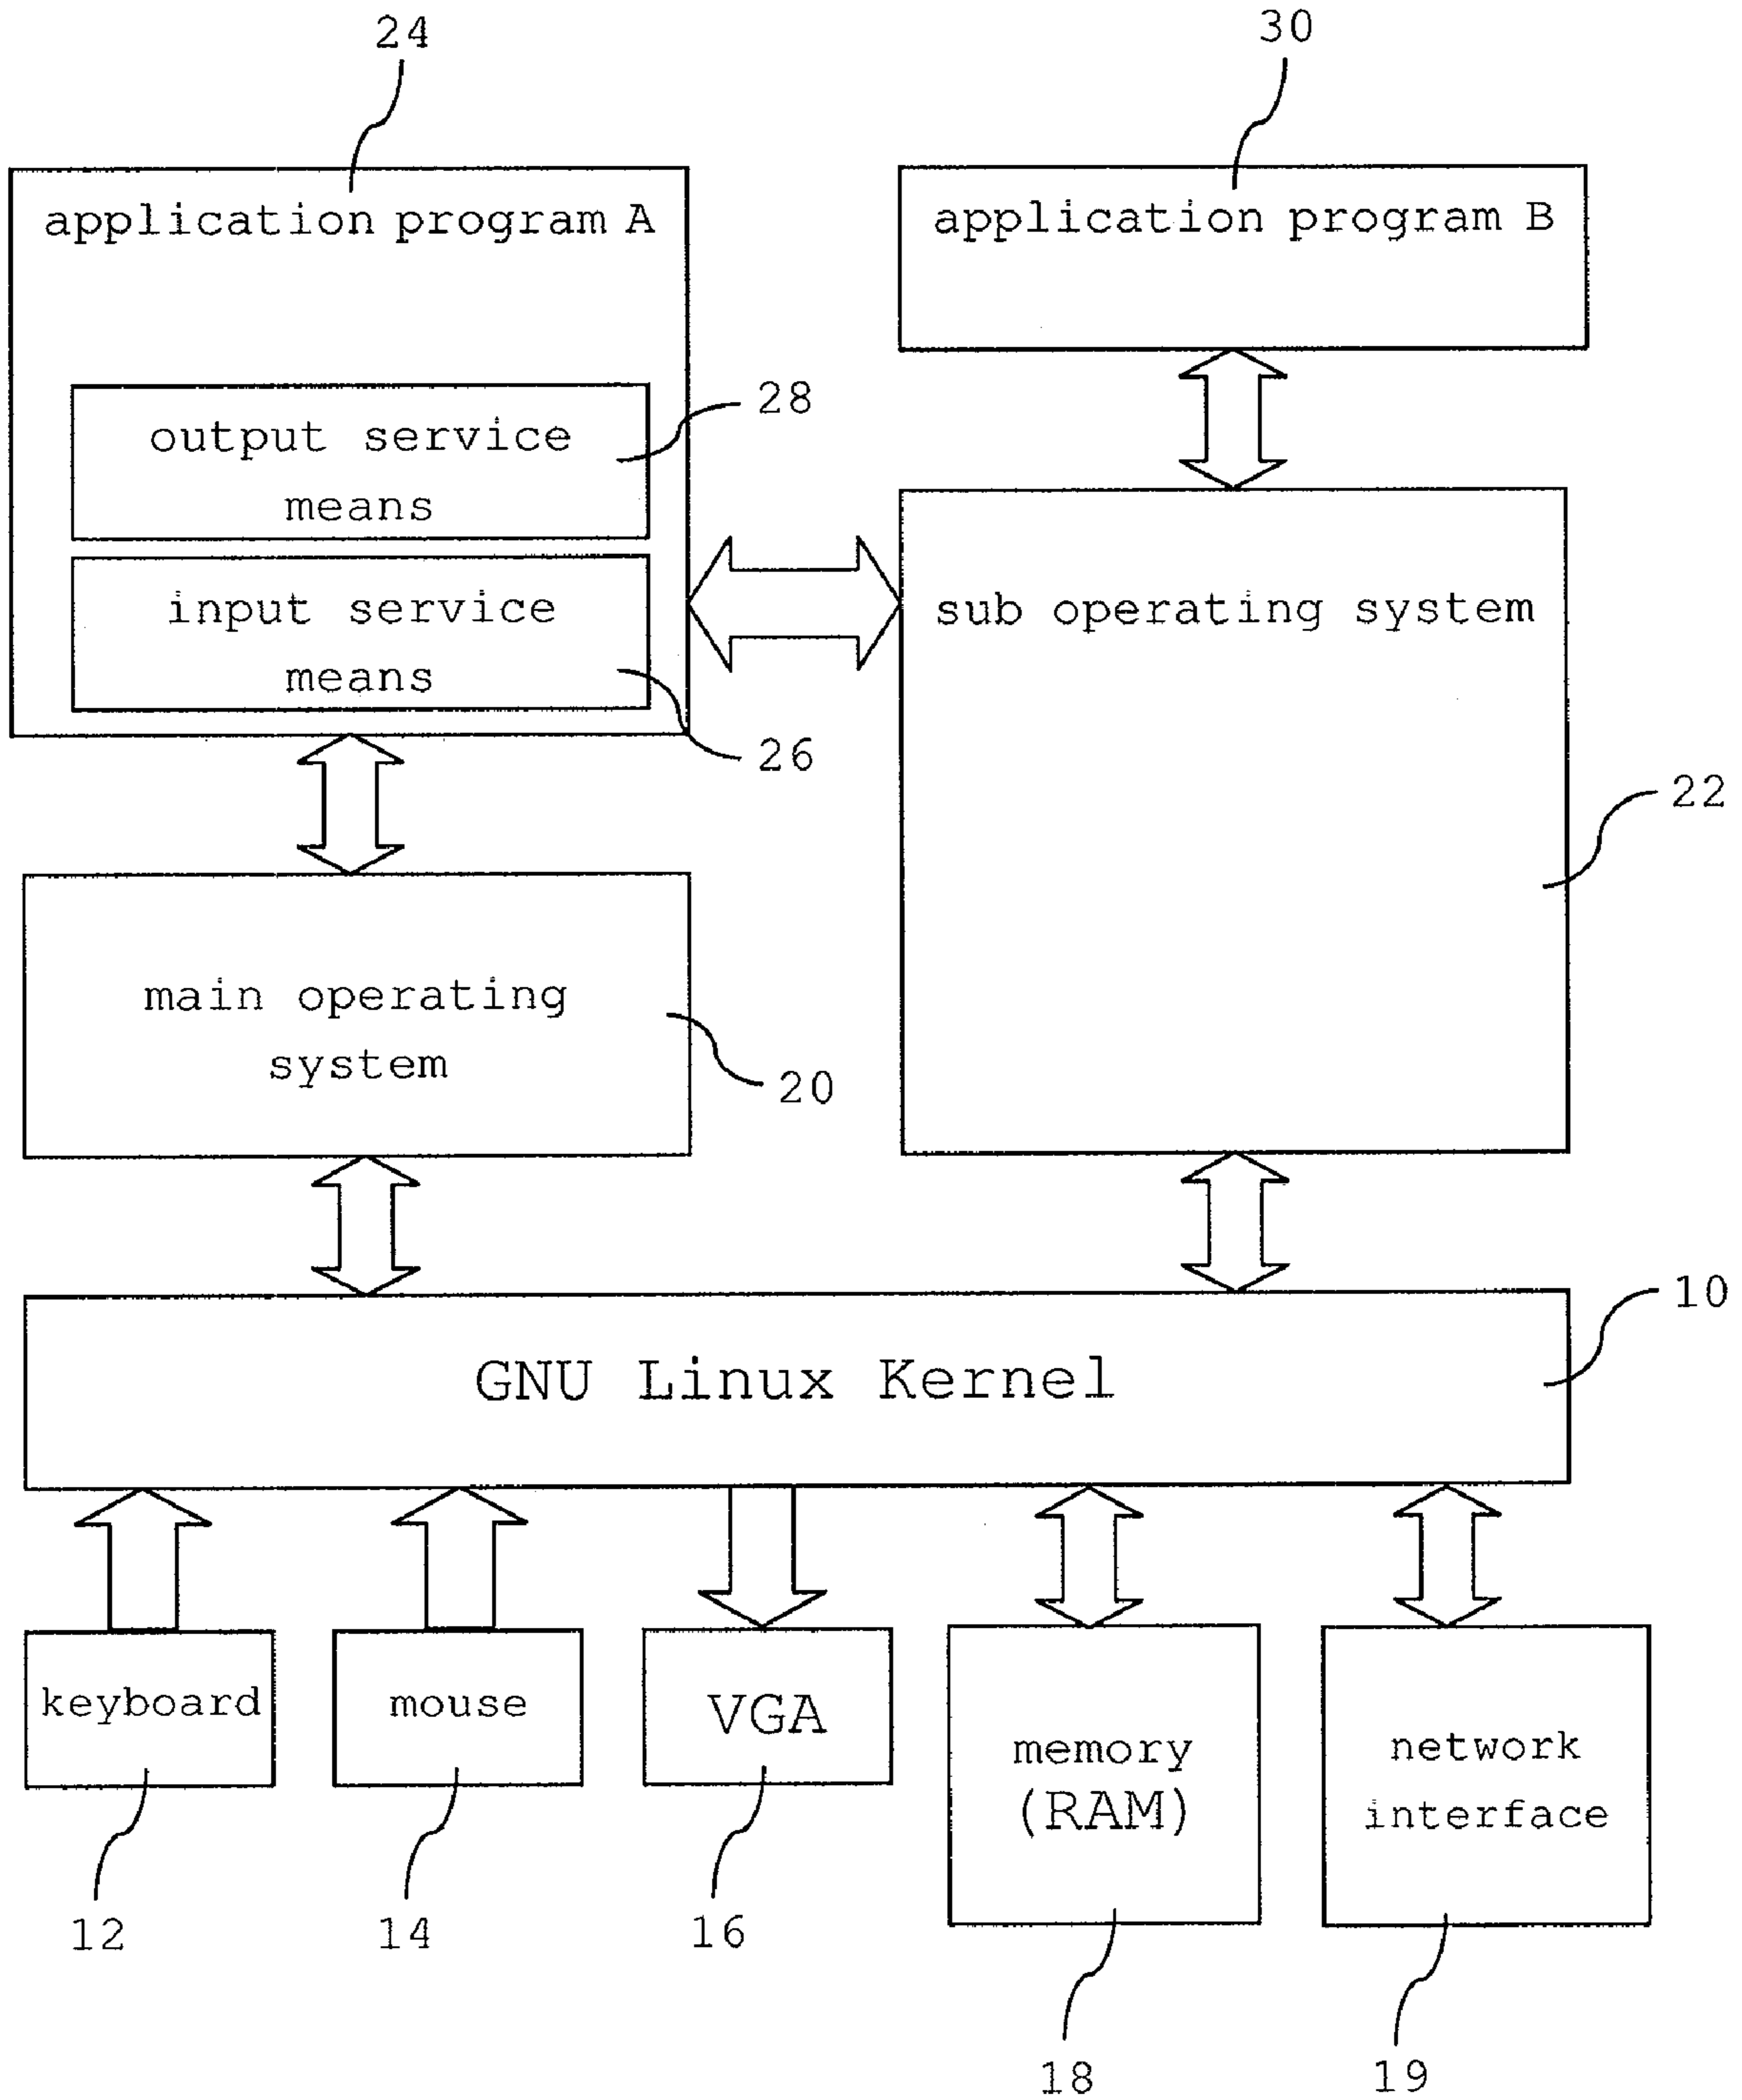 24
30
application program A
application program B
output service
means
28
input service
means
26
sub operating system
22
main operating
system
20
10
GNU Linux Kernel
keyboard
mouse
VGA
memory
(RAM)
network
interface
12
14
16
18
19